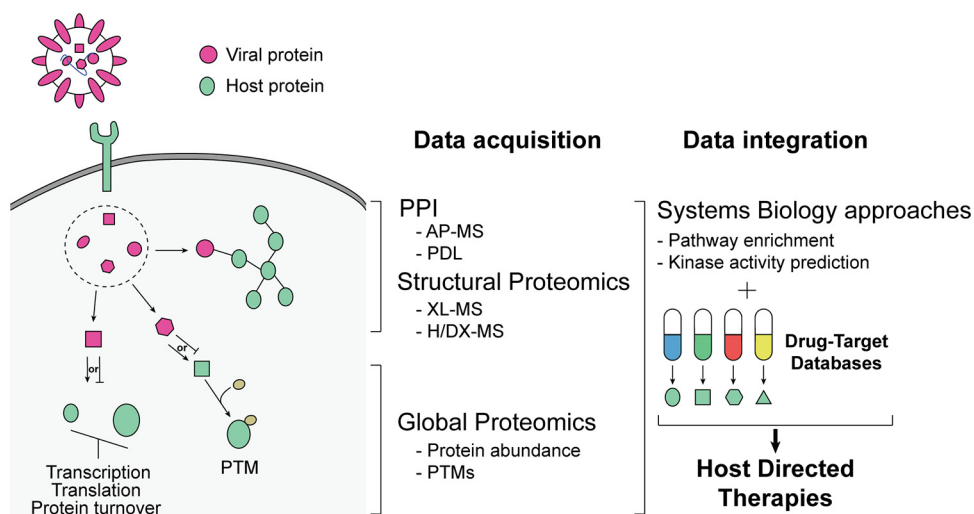 Viral protein
Host protein
Data acquisition
Data integration
PPI
- AP-MS
- PDL
Structural Proteomics
- XL-MS
- H/DX-MS
Global Proteomics
- Protein abundance
- PTMs
Systems Biology approaches
- Pathway enrichment
- Kinase activity prediction
+
Drug-Target
Databases
Host Directed
Therapies
or
or
PTM
Transcription
Translation
Protein turnover